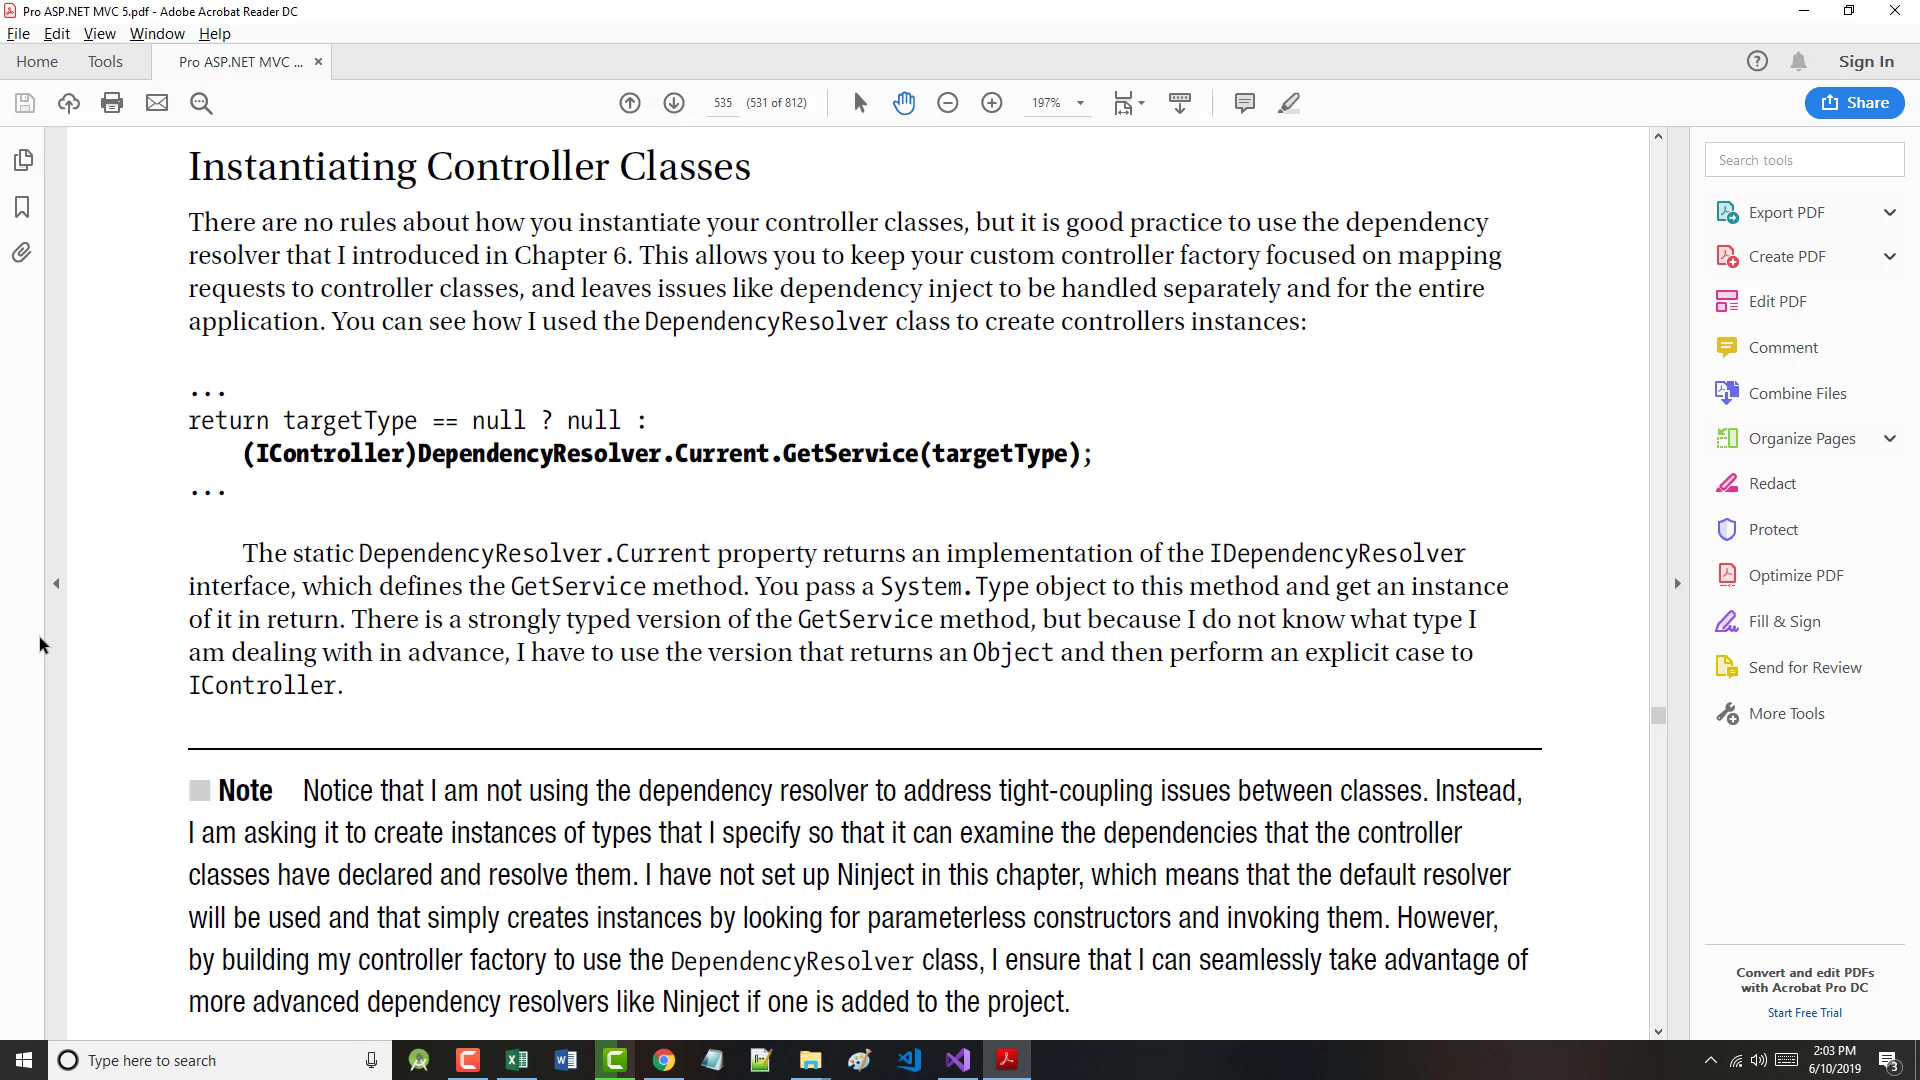 Pro ASP.NET MVC 5.pdf - Adobe Acrobat Reader DC
File Edit View Window Help
Home Tools Pro ASP.NET MVC ... × Sign In
535 (531 of 812) 197% Share
Instantiating Controller Classes
There are no rules about how you instantiate your controller classes, but it is good practice to use the dependency
resolver that I introduced in Chapter 6. This allows you to keep your custom controller factory focused on mapping
requests to controller classes, and leaves issues like dependency inject to be handled separately and for the entire
application. You can see how I used the DependencyResolver class to create controllers instances:
...
return targetType == null ? null :
(IController)DependencyResolver.Current.GetService(targetType);
...
The static DependencyResolver.Current property returns an implementation of the IDependencyResolver
interface, which defines the GetService method. You pass a System.Type object to this method and get an instance
of it in return. There is a strongly typed version of the GetService method, but because I do not know what type I
am dealing with in advance, I have to use the version that returns an Object and then perform an explicit case to
IController.
Note Notice that I am not using the dependency resolver to address tight-coupling issues between classes. Instead,
I am asking it to create instances of types that I specify so that it can examine the dependencies that the controller
classes have declared and resolve them. I have not set up Ninject in this chapter, which means that the default resolver
will be used and that simply creates instances by looking for parameterless constructors and invoking them. However,
by building my controller factory to use the DependencyResolver class, I ensure that I can seamlessly take advantage of
more advanced dependency resolvers like Ninject if one is added to the project.
Search tools
Export PDF
Create PDF
Edit PDF
Comment
Combine Files
Organize Pages
Redact
Protect
Optimize PDF
Fill & Sign
Send for Review
More Tools
Convert and edit PDFs
with Acrobat Pro DC
Start Free Trial
Type here to search
2:03 PM
6/10/2019
3